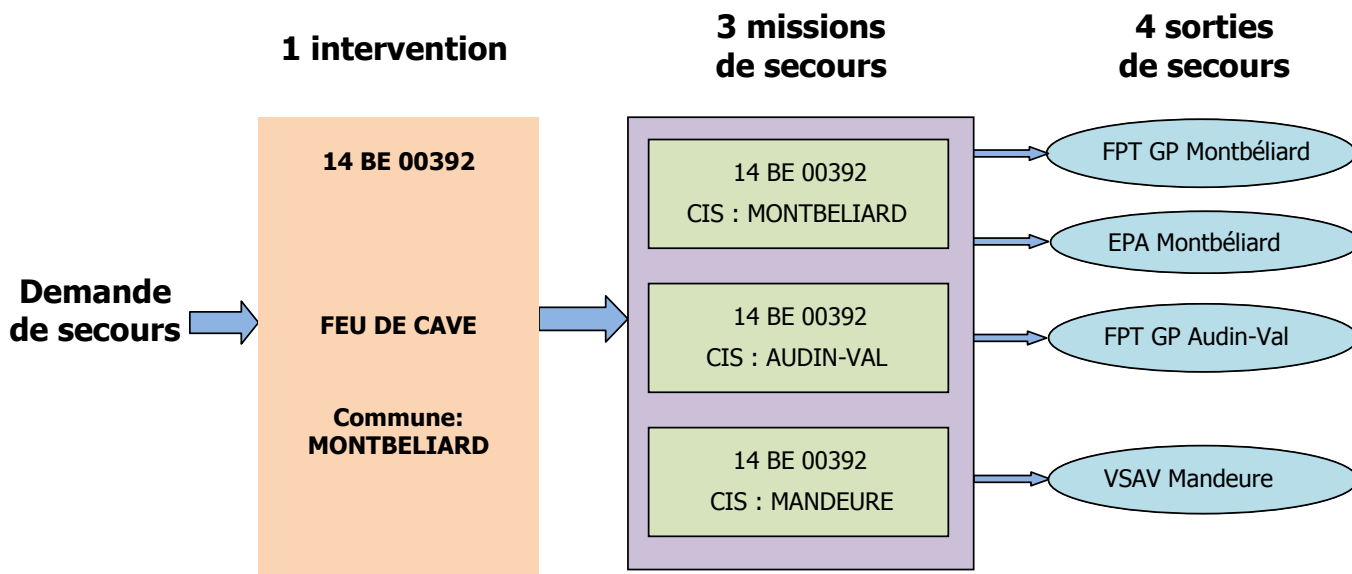 1 intervention
3 missions
de secours
4 sorties
de secours
Demande
de secours
14 BE 00392
FEU DE CAVE
Commune:
MONTBELIARD
14 BE 00392
CIS : MONTBELIARD
14 BE 00392
CIS : AUDIN-VAL
14 BE 00392
CIS : MANDEURE
FPT GP Montbéliard
EPA Montbéliard
FPT GP Audin-Val
VSAV Mandeure